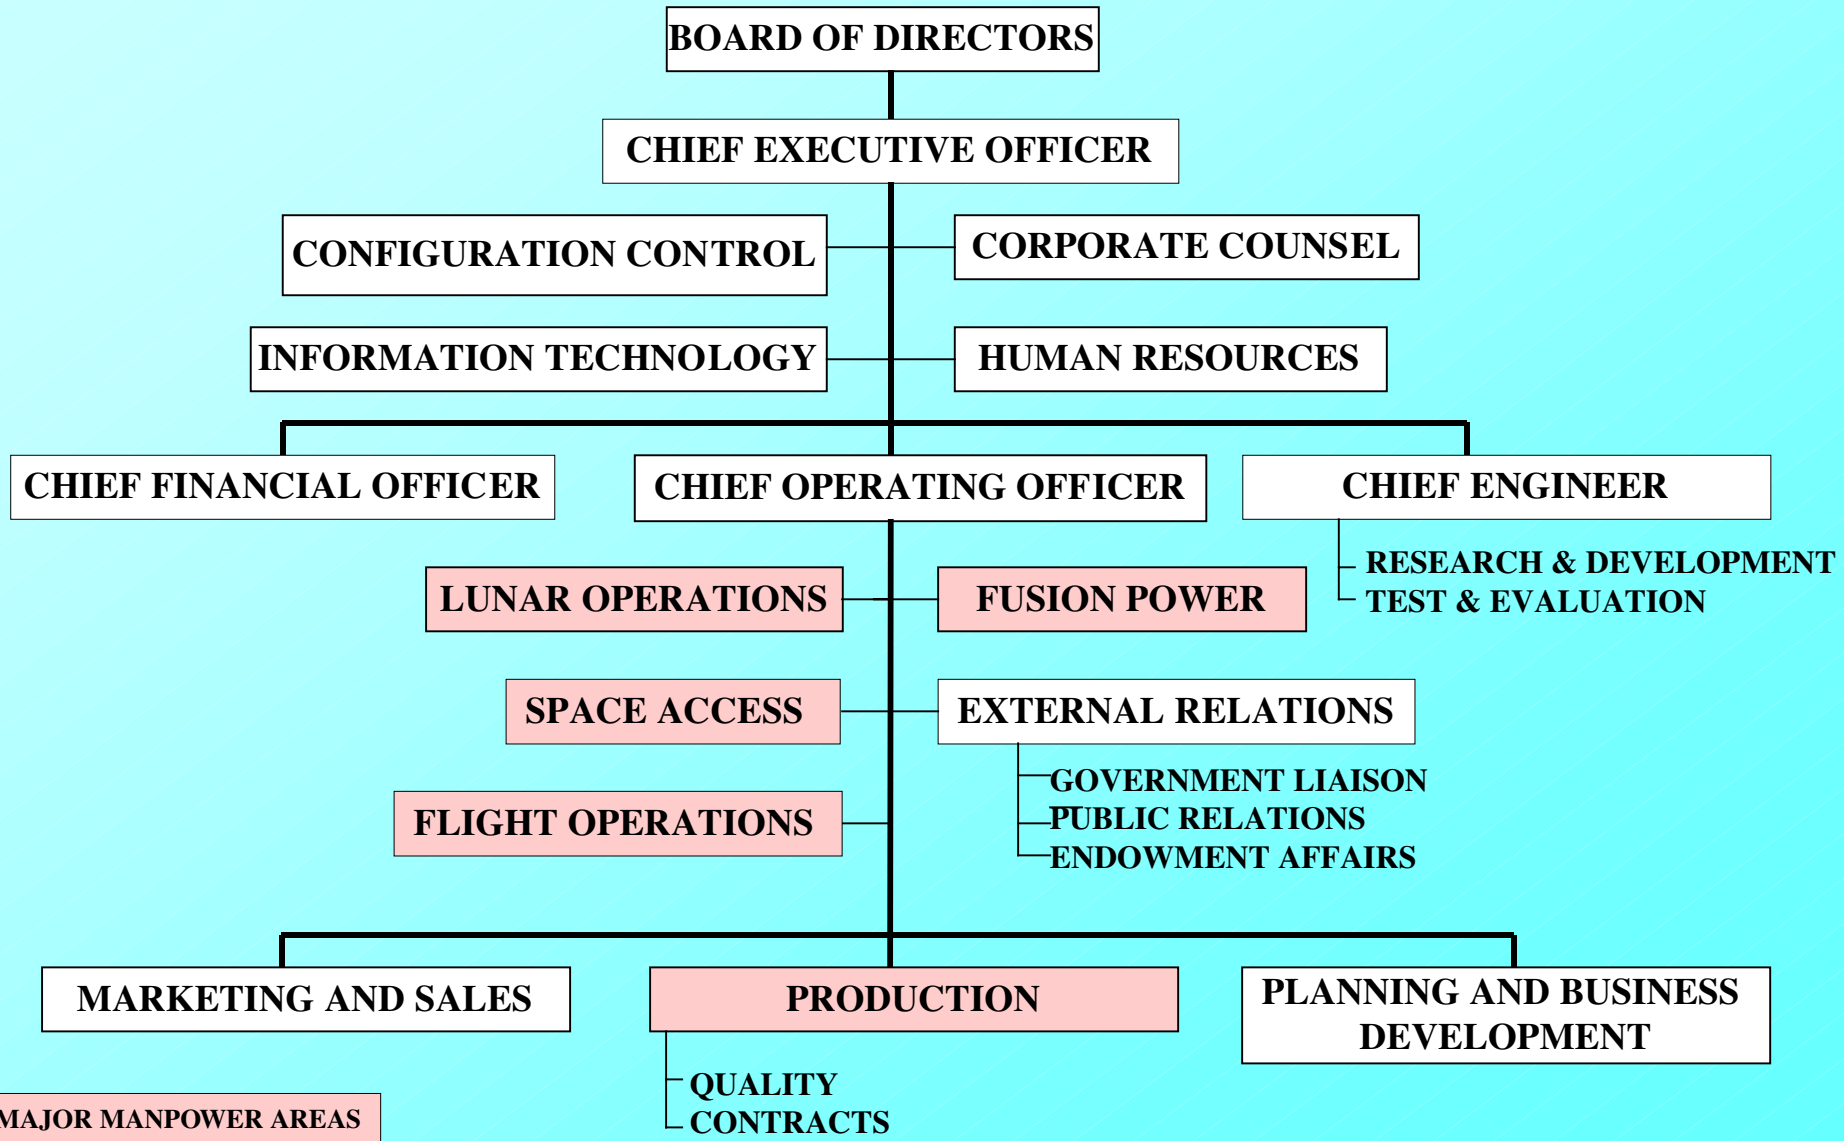 BOARD OF DIRECTORS
CHIEF EXECUTIVE OFFICER
CONFIGURATION CONTROL
CORPORATE COUNSEL
INFORMATION TECHNOLOGY
HUMAN RESOURCES
CHIEF FINANCIAL OFFICER
CHIEF OPERATING OFFICER
CHIEF ENGINEER
RESEARCH & DEVELOPMENT
TEST & EVALUATION
LUNAR OPERATIONS
FUSION POWER
SPACE ACCESS
EXTERNAL RELATIONS
GOVERNMENT LIAISON
PUBLIC RELATIONS
ENDOWMENT AFFAIRS
FLIGHT OPERATIONS
MARKETING AND SALES
PRODUCTION
PLANNING AND BUSINESS
DEVELOPMENT
QUALITY
CONTRACTS
MAJOR MANPOWER AREAS